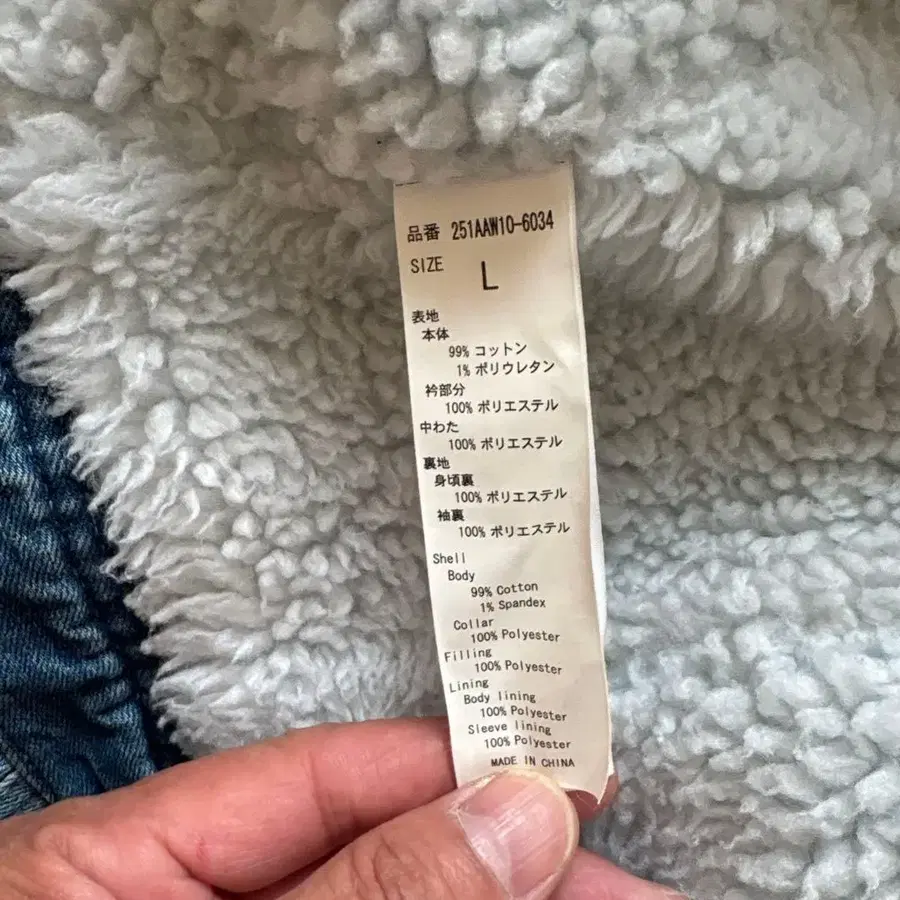 品番 251AAW10-6034
SIZE L
表地
本体
99% コットン
1% ポリウレタン
衿部分
100% ポリエステル
中わた
100% ポリエステル
裏地
身頃裏
100% ポリエステル
袖裏
100% ポリエステル
Shell
Body
99% Cotton
1% Spandex
Collar
100% Polyester
Filling
100% Polyester
Lining
Body lining
100% Polyester
Sleeve lining
100% Polyester
MADE IN CHINA